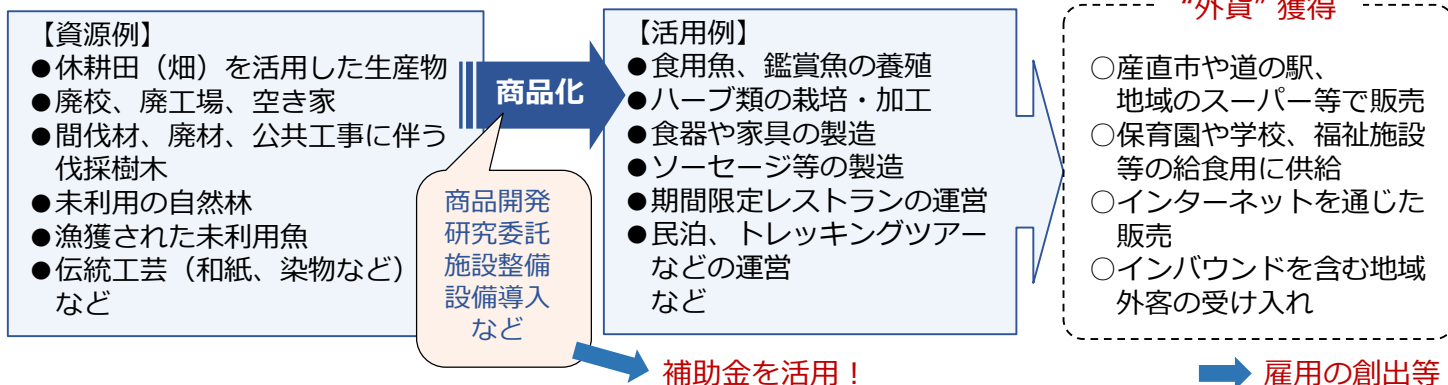 【資源例】
●休耕田（畑）を活用した生産物
●廃校、廃工場、空き家
●間伐材、廃材、公共工事に伴う
伐採樹木
●未利用の自然林
●漁獲された未利用魚
●伝統工芸（和紙、染物など）
など
商品化
商品開発
研究委託
施設整備
設備導入
など
【活用例】
●食用魚、鑑賞魚の養殖
●ハーブ類の栽培・加工
●食器や家具の製造
●ソーセージ等の製造
●期間限定レストランの運営
●民泊、トレッキングツアー
などの運営
など
補助金を活用！
“外貨” 獲得
○産直市や道の駅、
地域のスーパー等で販売
○保育園や学校、福祉施設
等の給食用に供給
○インターネットを通じた
販売
○インバウンドを含む地域
外客の受け入れ
雇用の創出等